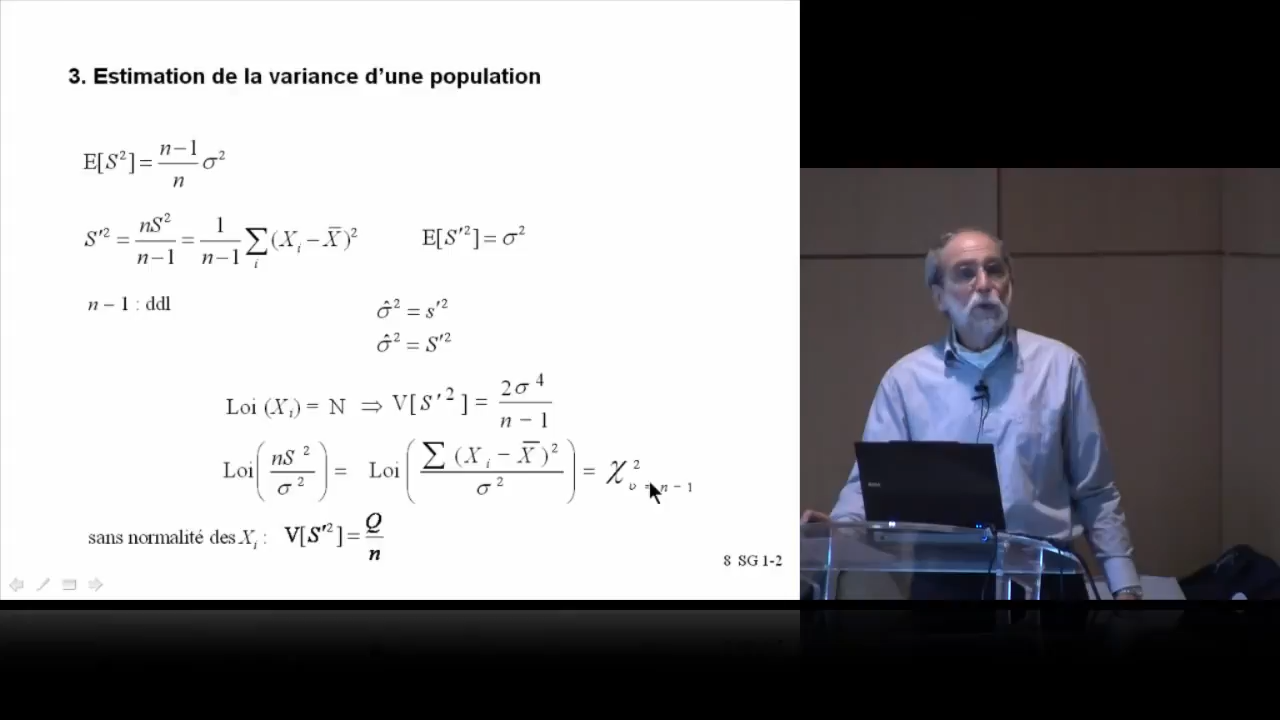 3. Estimation de la variance d'une population
E[S²] = n−1/n σ²
S′² = nS²/n−1 = 1/n−1 ∑i (Xi − X̅)² E[S′²] = σ²
n − 1 : ddl
σ̂² = s′²
σ̂² = S′²
Loi (Xi) = N ⇒ V[S′²] = 2σ⁴/n − 1
Loi(nS²/σ²) = Loi(∑ (Xi − X̅)²/σ²) = χ²υ = n − 1
sans normalité des Xi : V[S′²] = Q/n
8 SG 1-2